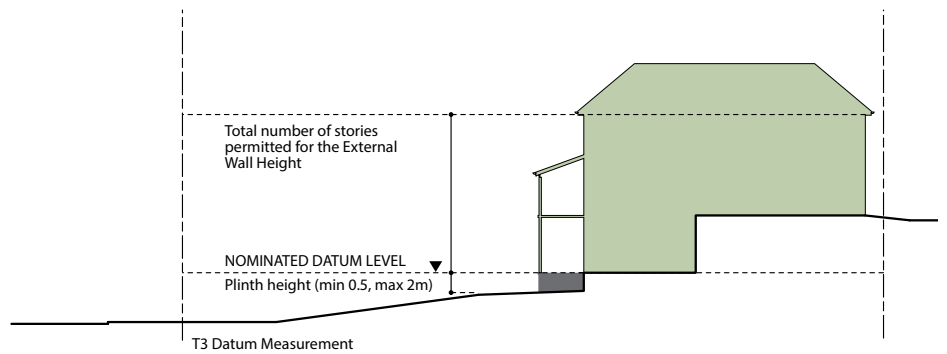 Total number of stories
permitted for the External
Wall Height
NOMINATED DATUM LEVEL
Plinth height (min 0.5, max 2m)
T3 Datum Measurement